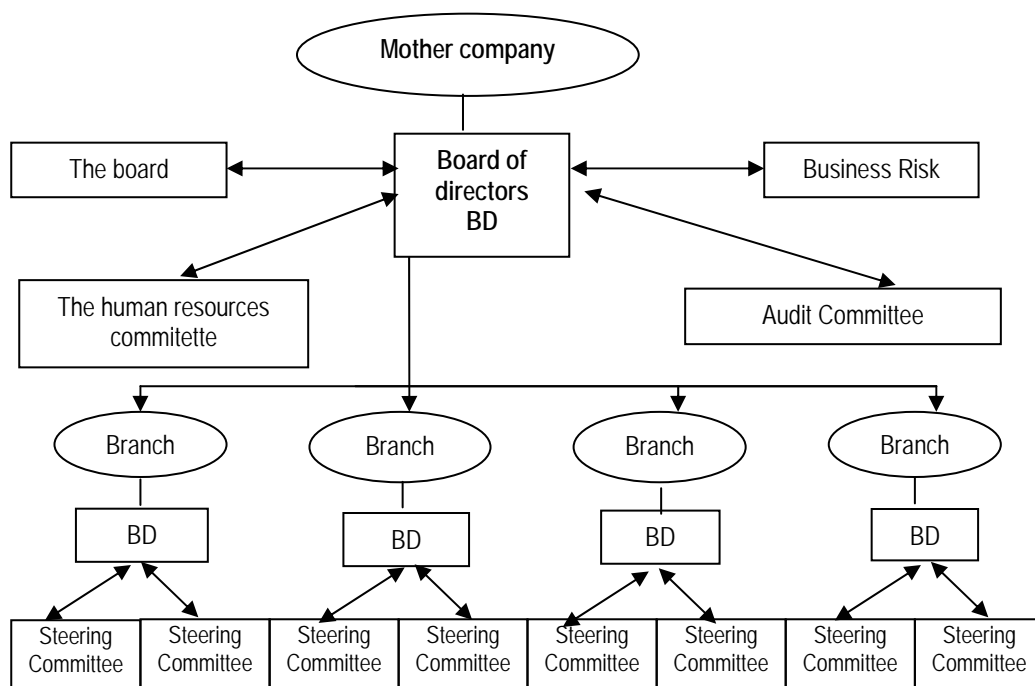 Mother company
The board
Board of
directors
BD
Business Risk
The human resources
commitette
Audit Committee
Branch
Branch
Branch
Branch
BD
BD
BD
BD
Steering
Committee
Steering
Committee
Steering
Committee
Steering
Committee
Steering
Committee
Steering
Committee
Steering
Committee
Steering
Committee